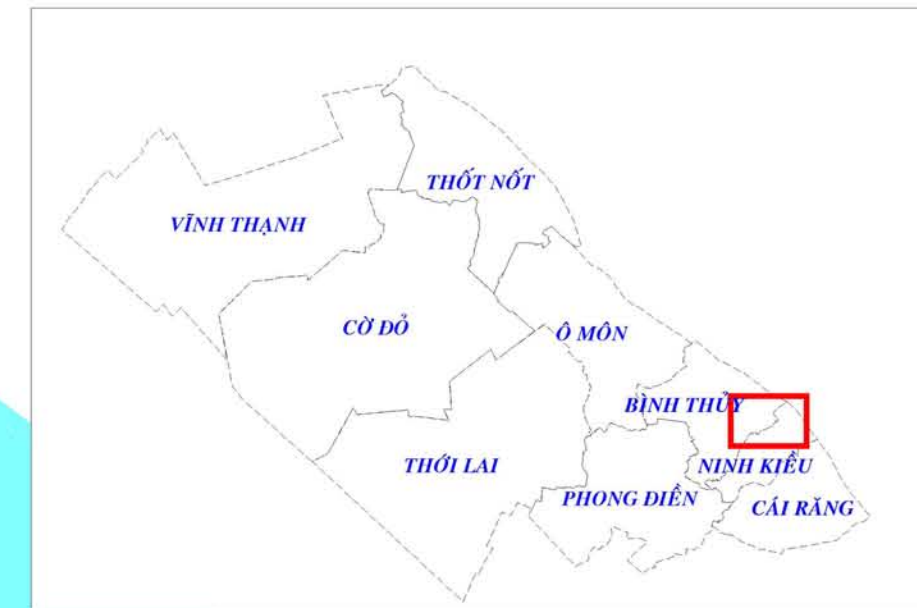 THỐT NỐT
VĨNH THẠNH
CỜ ĐỎ
Ô MÔN
BÌNH THỦY
THỚI LAI
NINH KIỀU
PHONG ĐIỀN
CÁI RĂNG